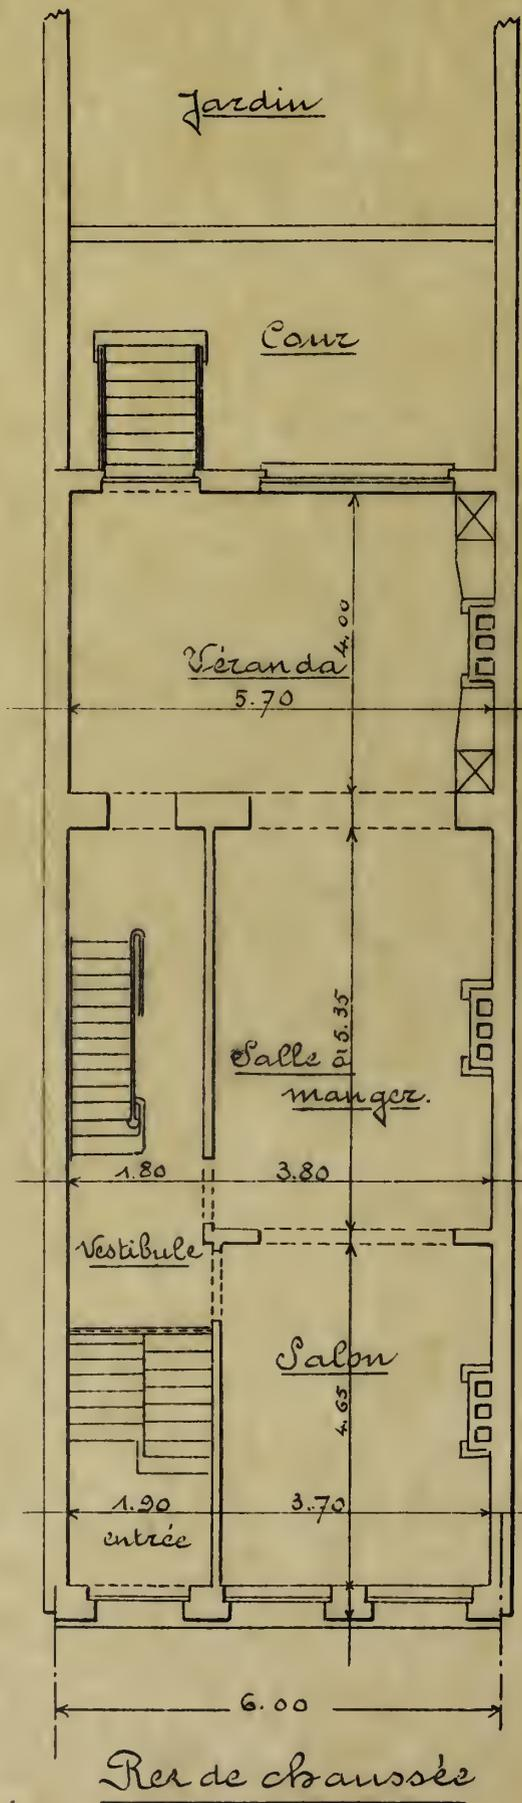 Jardin
Cour
4.00
Véranda
5.70
5.35
Salle à
manger.
1.80 3.80
Vestibule
Salon
4.65
1.90 3.70
entrée
6.00
Rez de chaussée